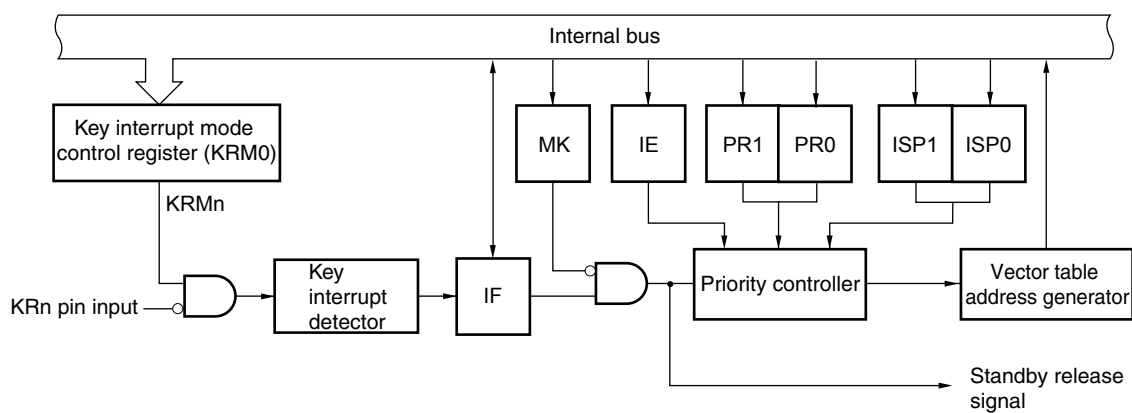 Internal bus
Key interrupt mode
control register (KRM0)
MK
IE
PR1
PR0
ISP1
ISP0
KRMn
KRn pin input
Key
interrupt
detector
IF
Priority controller
Vector table
address generator
Standby release
signal